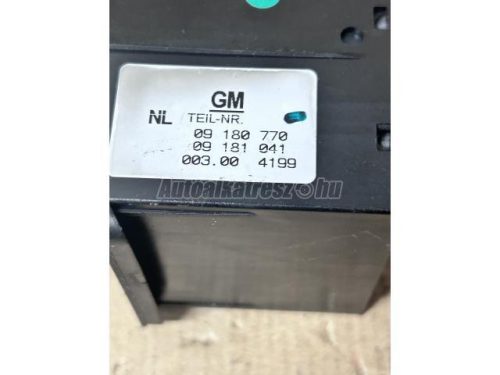 GM
NL TEIL-NR.
09 180 770
09 181 041
003.00 4199
Autoalkatresz.hu